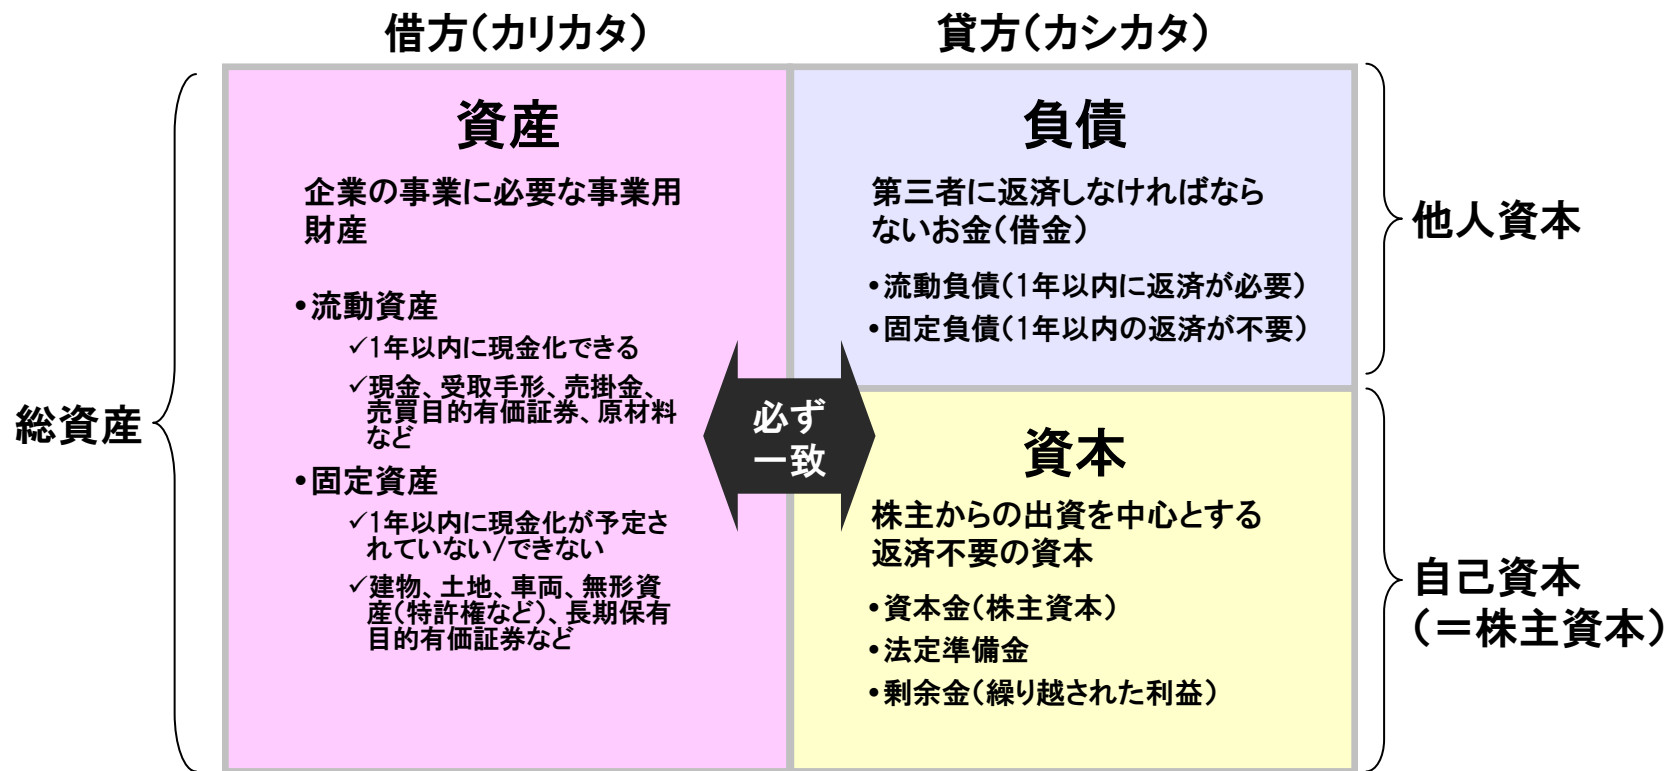 借方(カリカタ)
貸方(カシカタ)
総資産
資産
企業の事業に必要な事業用
財産
•流動資産
✓1年以内に現金化できる
✓現金、受取手形、売掛金、
売買目的有価証券、原材料
など
•固定資産
✓1年以内に現金化が予定さ
れていない/できない
✓建物、土地、車両、無形資
産(特許権など)、長期保有
目的有価証券など
必ず
一致
負債
第三者に返済しなければなら
ないお金(借金)
•流動負債(1年以内に返済が必要)
•固定負債(1年以内の返済が不要)
他人資本
資本
株主からの出資を中心とする
返済不要の資本
•資本金(株主資本)
•法定準備金
•剰余金(繰り越された利益)
自己資本
(=株主資本)